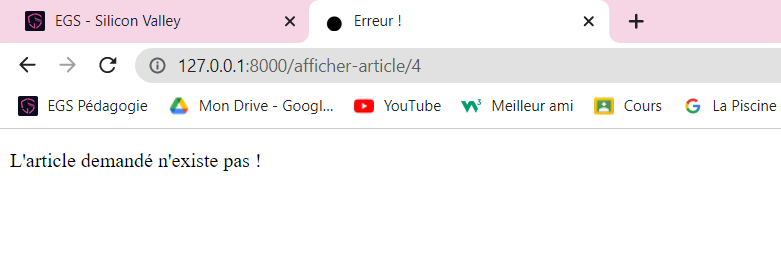 EGS - Silicon Valley
Erreur !
127.0.0.1:8000/afficher-article/4
EGS Pédagogie
Mon Drive - Googl...
YouTube
Meilleur ami
Cours
La Piscine
L'article demandé n'existe pas !